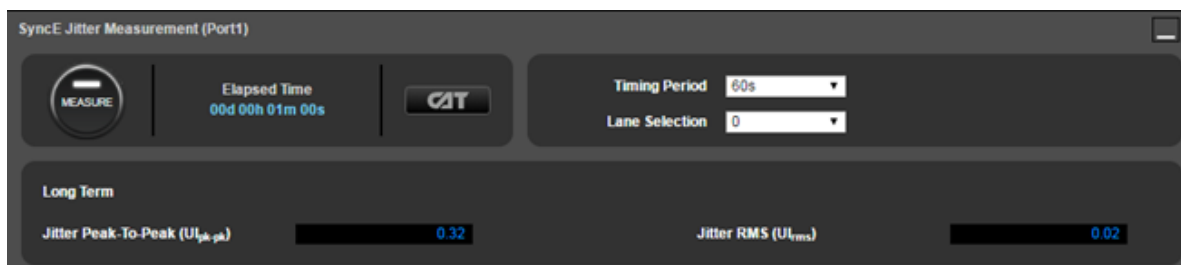 SyncE Jitter Measurement (Port1)
MEASURE
Elapsed Time
00d 00h 01m 00s
CAT
Timing Period 60s
Lane Selection 0
Long Term
Jitter Peak-To-Peak (UIpk-pk) 0.32 Jitter RMS (UIrms) 0.02